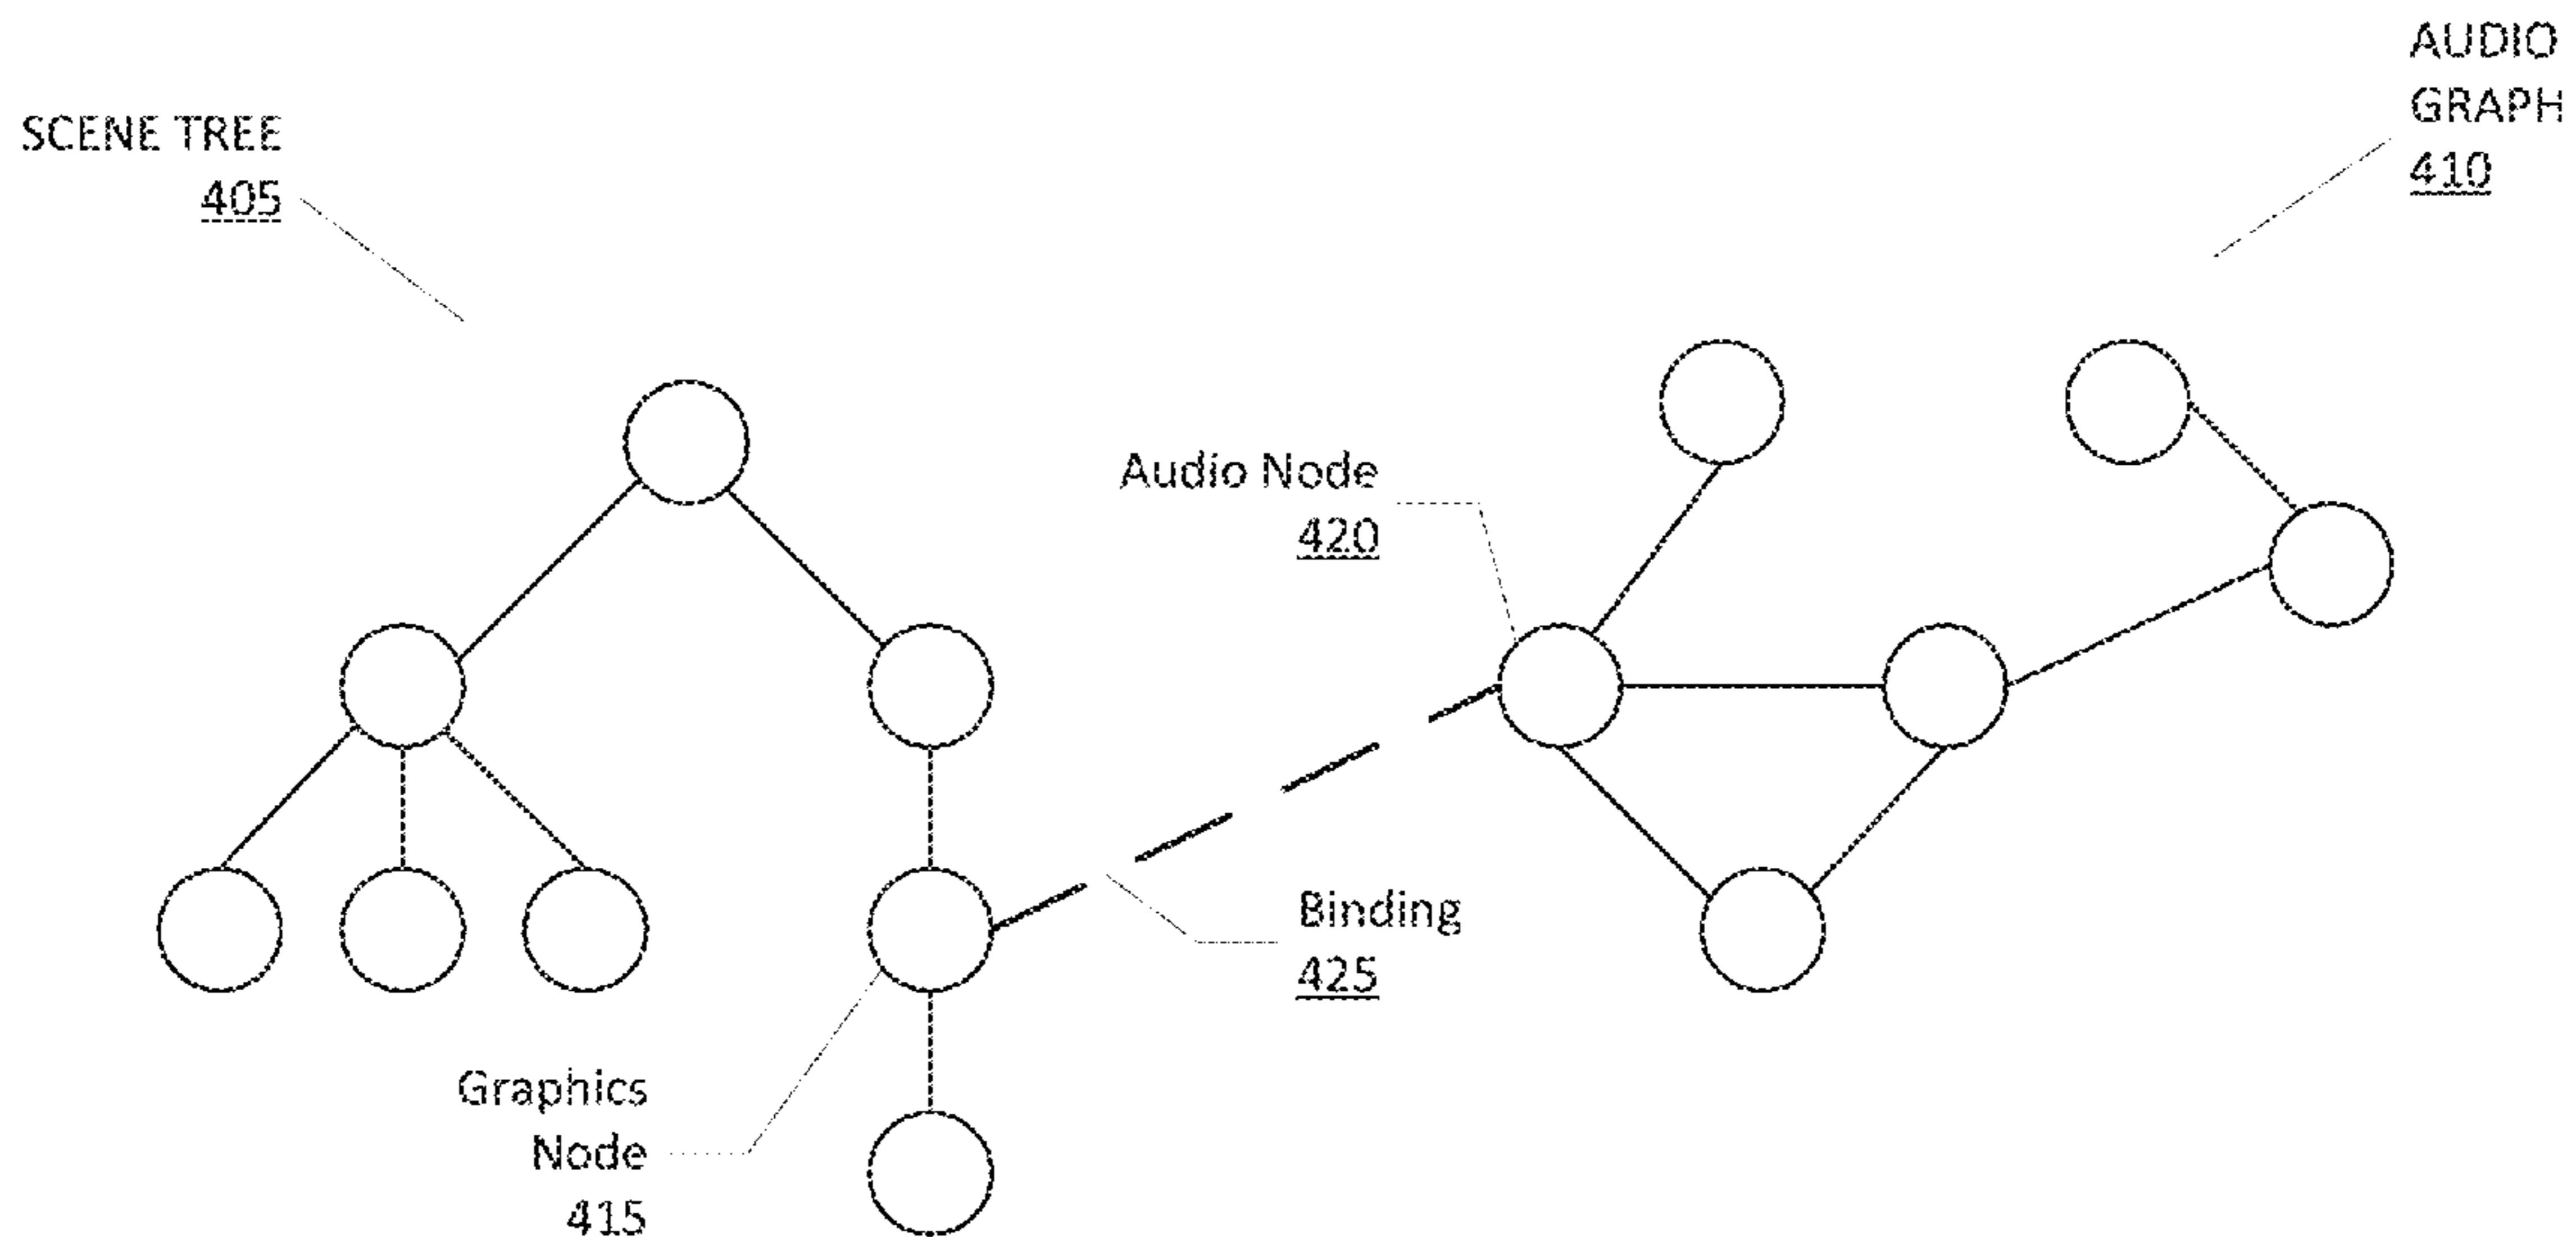 SCENE TREE
405
AUDIO
GRAPH
410
Audio Node
420
Binding
425
Graphics
Node
415